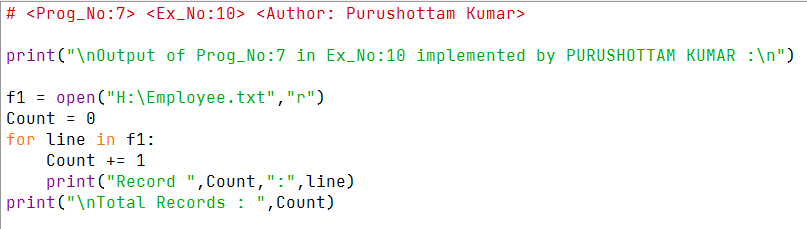 # <Prog_No:7> <Ex_No:10> <Author: Purushottam Kumar>
print("\nOutput of Prog_No:7 in Ex_No:10 implemented by PURUSHOTTAM KUMAR :\n")
f1 = open("H:\Employee.txt","r")
Count = 0
for line in f1:
    Count += 1
    print("Record ",Count,":",line)
print("\nTotal Records : ",Count)